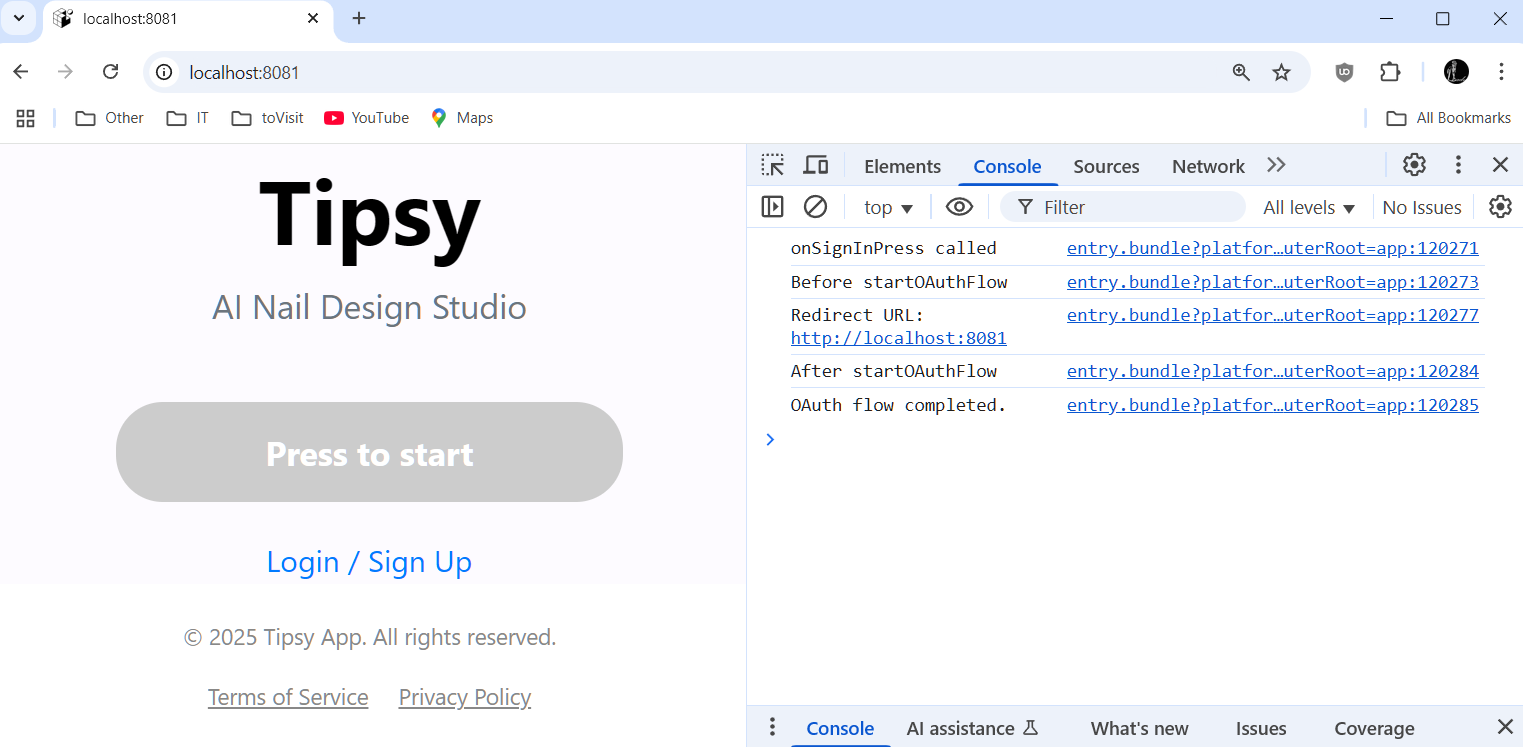 localhost:8081
localhost:8081
Other IT toVisit YouTube Maps All Bookmarks
Tipsy
AI Nail Design Studio
Press to start
Login / Sign Up
© 2025 Tipsy App. All rights reserved.
Terms of Service Privacy Policy
Elements Console Sources Network
top Filter All levels No Issues
onSignInPress called entry.bundle?platfor…uterRoot=app:120271
Before startOAuthFlow entry.bundle?platfor…uterRoot=app:120273
Redirect URL: entry.bundle?platfor…uterRoot=app:120277
http://localhost:8081
After startOAuthFlow entry.bundle?platfor…uterRoot=app:120284
OAuth flow completed. entry.bundle?platfor…uterRoot=app:120285
Console AI assistance What's new Issues Coverage